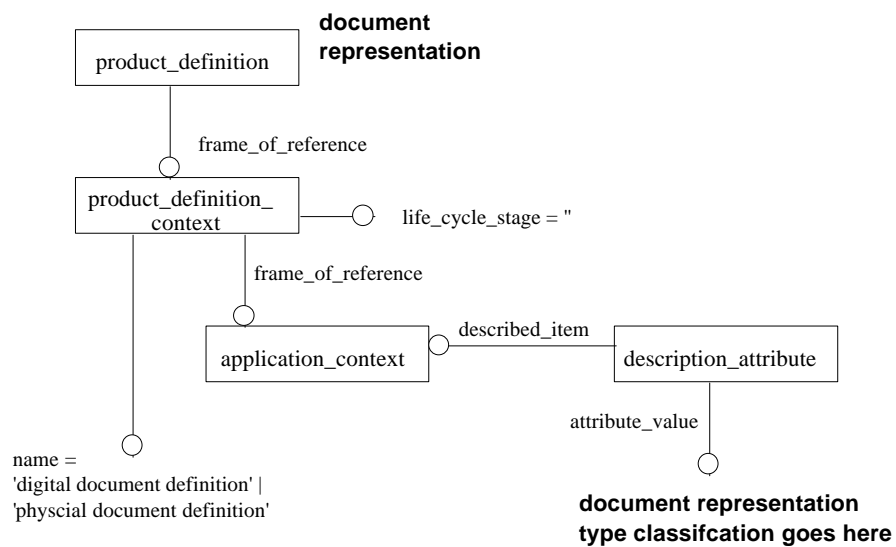 document
representation
product_definition
frame_of_reference
product_definition_
context
life_cycle_stage = ''
frame_of_reference
described_item
application_context
description_attribute
attribute_value
name =
'digital document definition' |
'physcial document definition'
document representation
type classifcation goes here